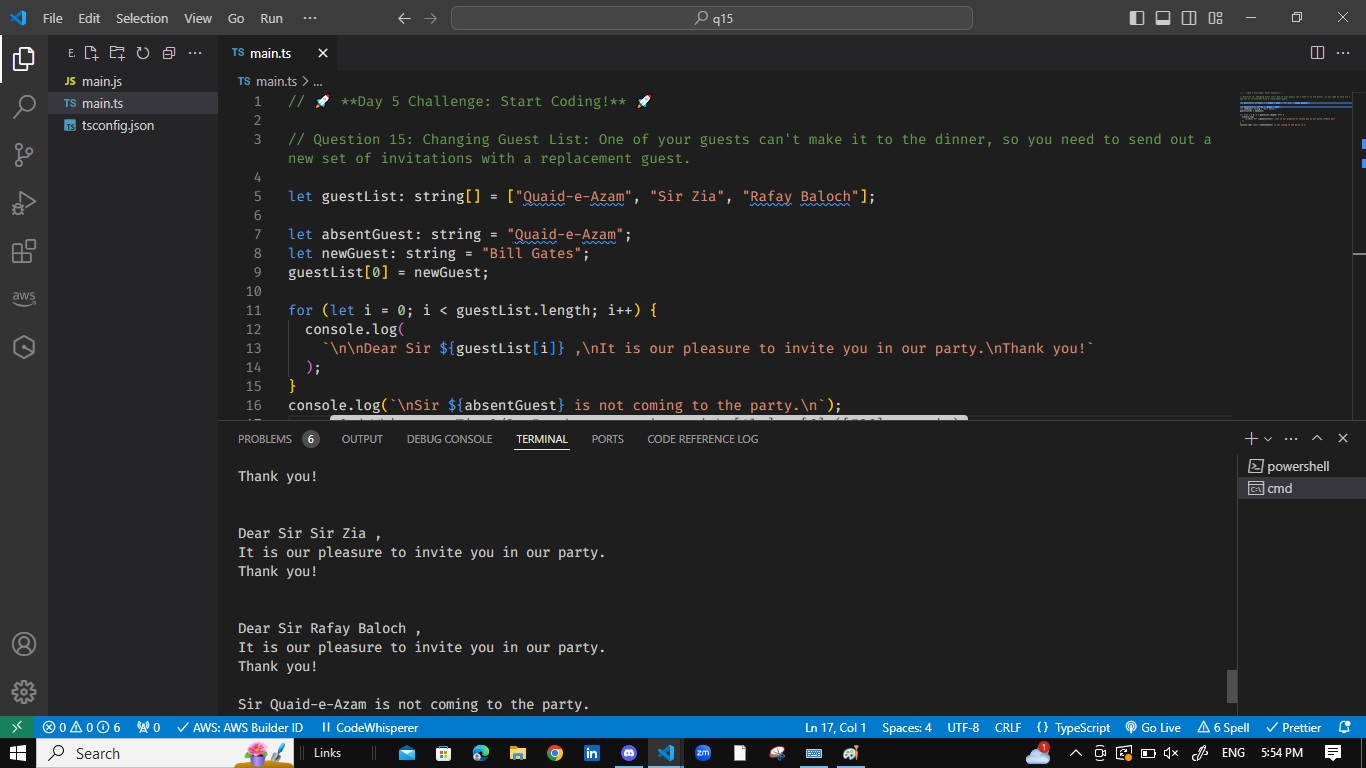 File Edit Selection View Go Run ··· q15
E.
JS main.js
TS main.ts
tsconfig.json
TS main.ts
TS main.ts > ...
1 // 🚀 **Day 5 Challenge: Start Coding!** 🚀
2
3 // Question 15: Changing Guest List: One of your guests can't make it to the dinner, so you need to send out a
new set of invitations with a replacement guest.
4
5 let guestList: string[] = ["Quaid-e-Azam", "Sir Zia", "Rafay Baloch"];
6
7 let absentGuest: string = "Quaid-e-Azam";
8 let newGuest: string = "Bill Gates";
9 guestList[0] = newGuest;
10
11 for (let i = 0; i < guestList.length; i++) {
12 console.log(
13 `\n\nDear Sir ${guestList[i]} ,\nIt is our pleasure to invite you in our party.\nThank you!`
14 );
15 }
16 console.log(`\nSir ${absentGuest} is not coming to the party.\n`);
PROBLEMS 6 OUTPUT DEBUG CONSOLE TERMINAL PORTS CODE REFERENCE LOG
powershell
cmd
Thank you!
Dear Sir Sir Zia ,
It is our pleasure to invite you in our party.
Thank you!
Dear Sir Rafay Baloch ,
It is our pleasure to invite you in our party.
Thank you!
Sir Quaid-e-Azam is not coming to the party.
0 0 6 0 AWS: AWS Builder ID CodeWhisperer Ln 17, Col 1 Spaces: 4 UTF-8 CRLF {} TypeScript Go Live 6 Spell Prettier
Search Links ENG 5:54 PM